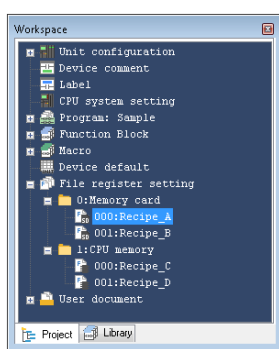 Workspace
Unit configuration
Device comment
Label
CPU system setting
Program: Sample
Function Block
Macro
Device default
File register setting
0:Memory card
000:Recipe_A
001:Recipe_B
1:CPU memory
000:Recipe_C
001:Recipe_D
User document
Project Library